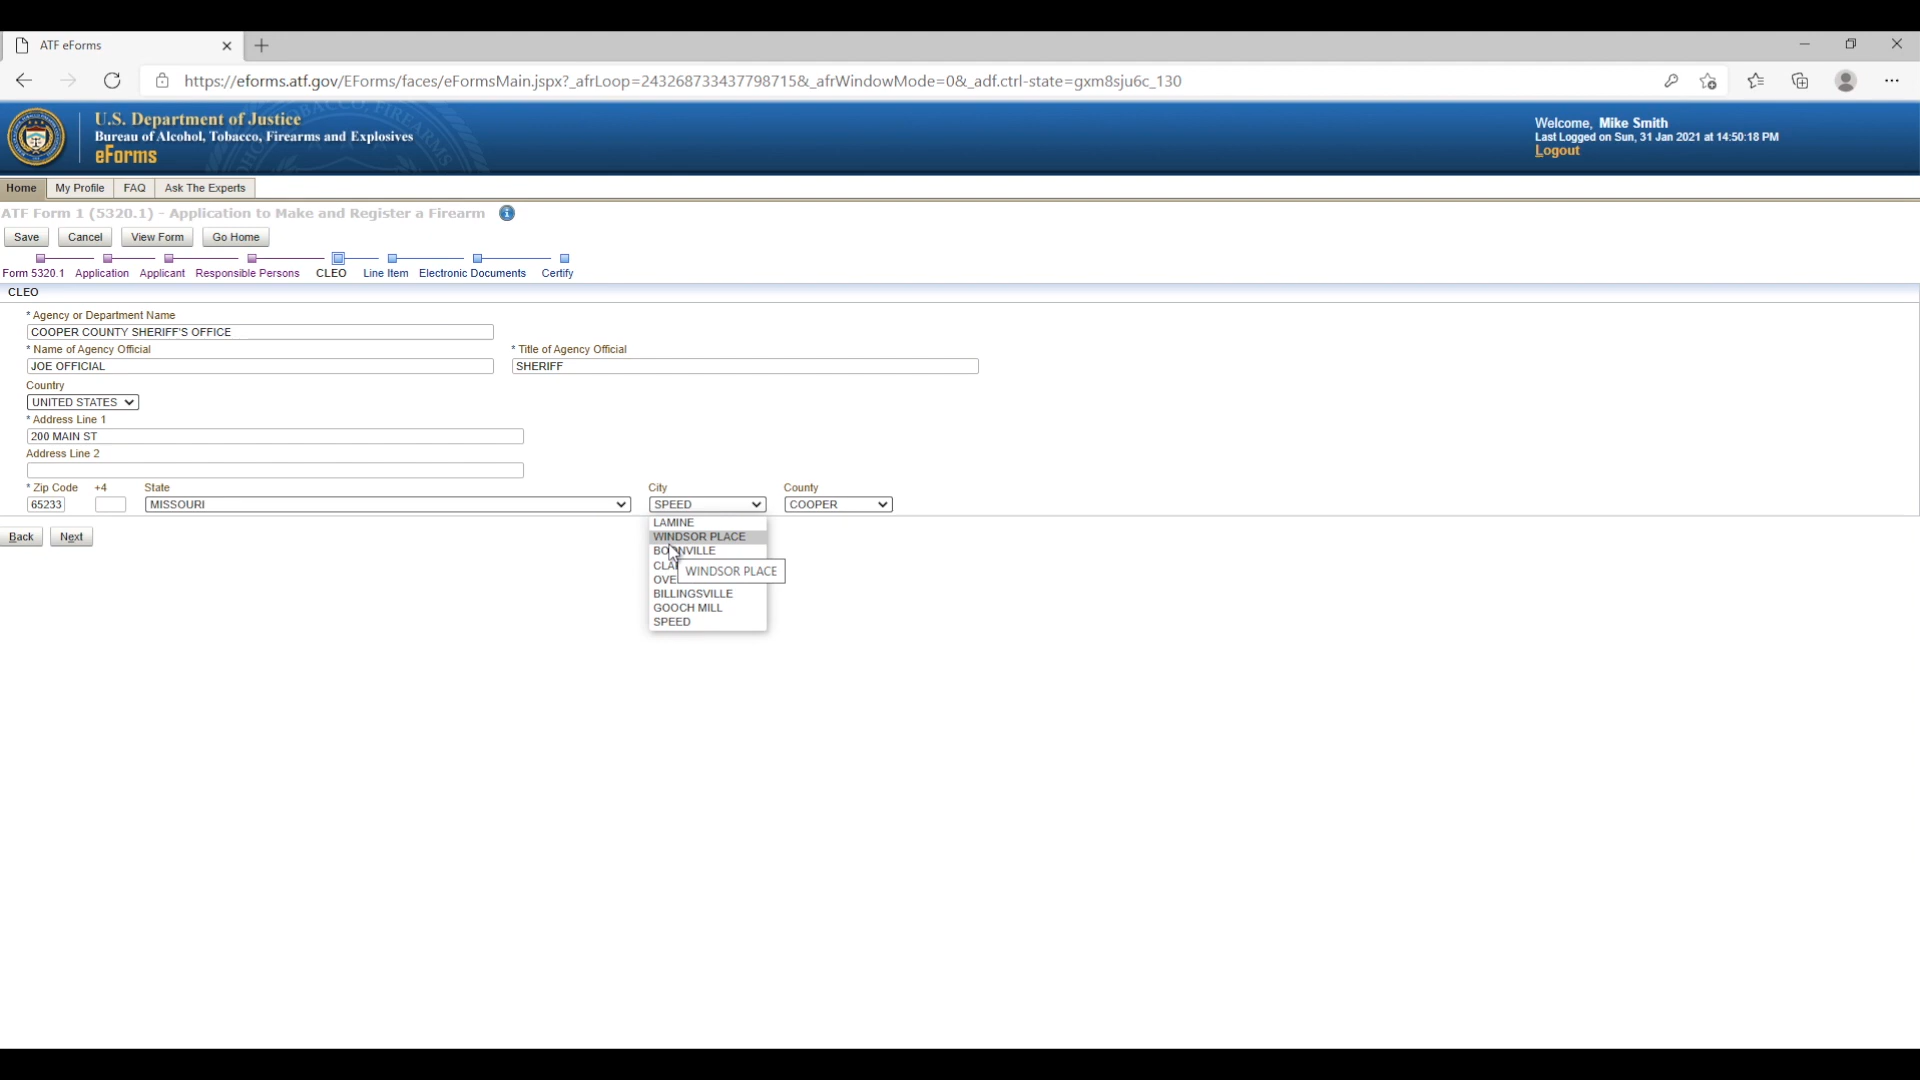 ATF eForms
https://eforms.atf.gov/EForms/faces/eFormsMain.jspx?_afrLoop=243268733437798715&_afrWindowMode=0&_adf.ctrl-state=gxm8sju6c_130
U.S. Department of Justice
Bureau of Alcohol, Tobacco, Firearms and Explosives
eForms
Welcome, Mike Smith
Last Logged on Sun, 31 Jan 2021 at 14:50:18 PM
Logout
Home My Profile FAQ Ask The Experts
ATF Form 1 (5320.1) - Application to Make and Register a Firearm
Save Cancel View Form Go Home
Form 5320.1 Application Applicant Responsible Persons CLEO Line Item Electronic Documents Certify
CLEO
* Agency or Department Name
COOPER COUNTY SHERIFF'S OFFICE
* Name of Agency Official * Title of Agency Official
JOE OFFICIAL SHERIFF
Country
UNITED STATES
* Address Line 1
200 MAIN ST
Address Line 2
* Zip Code +4 State City County
65233 MISSOURI SPEED COOPER
LAMINE
Back Next WINDSOR PLACE
BOONVILLE
CLA WINDSOR PLACE
OVE
BILLINGSVILLE
GOOCH MILL
SPEED